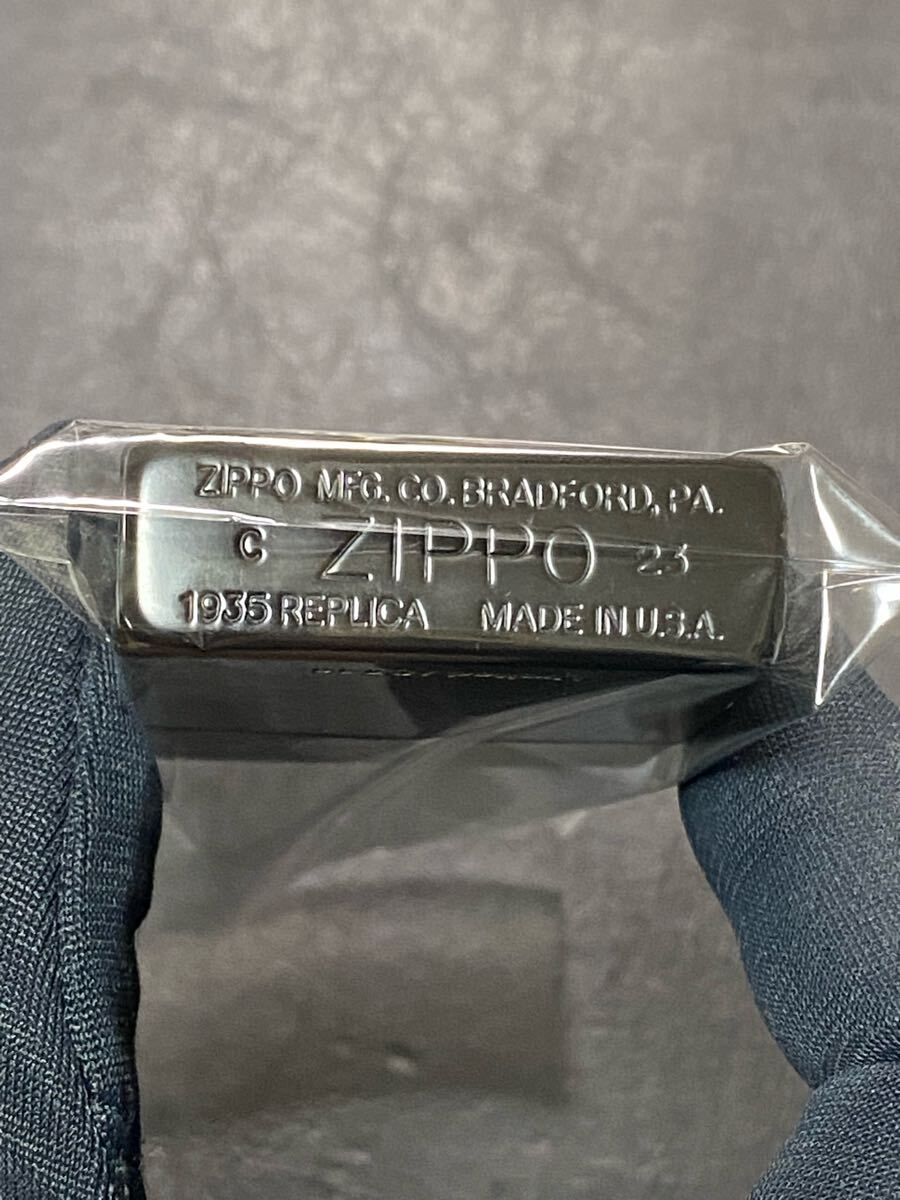 ZIPPO MFG. CO. BRADFORD, PA.
C ZIPPO 23
1935 REPLICA MADE IN U.S.A.